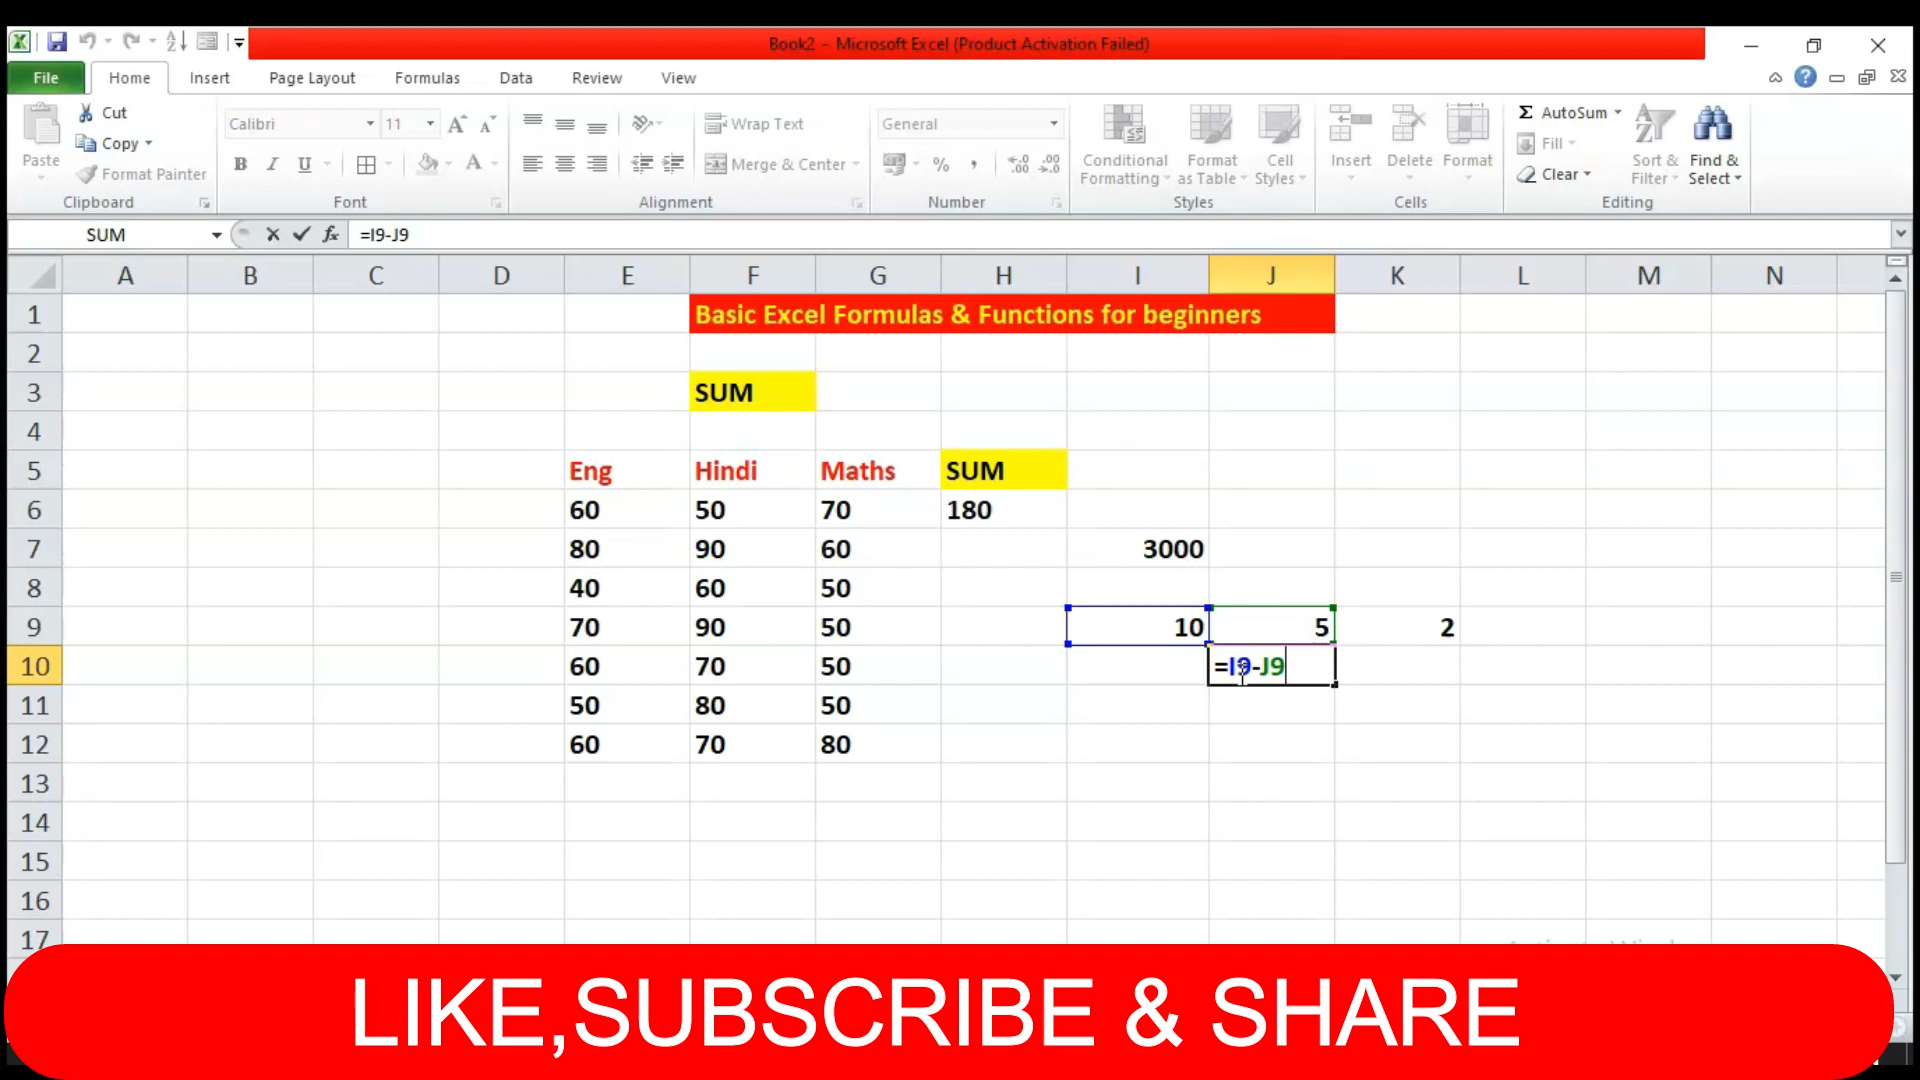 Book2 - Microsoft Excel (Product Activation Failed)
File Home Insert Page Layout Formulas Data Review View
Paste
Cut
Copy
Format Painter
Clipboard
Calibri 11
B I U
Font
Wrap Text
Merge & Center
Alignment
General
%
Number
Conditional Formatting
Format as Table
Cell Styles
Styles
Insert Delete Format
Cells
Σ AutoSum
Fill
Clear
Sort & Filter
Find & Select
Editing
SUM fx =I9-J9
A B C D E F G H I J K L M N
1 Basic Excel Formulas & Functions for beginners
2
3 SUM
4
5 Eng Hindi Maths SUM
6 60 50 70 180
7 80 90 60 3000
8 40 60 50
9 70 90 50 10 5 2
10 60 70 50 =I9-J9
11 50 80 50
12 60 70 80
13
14
15
16
17
LIKE,SUBSCRIBE & SHARE